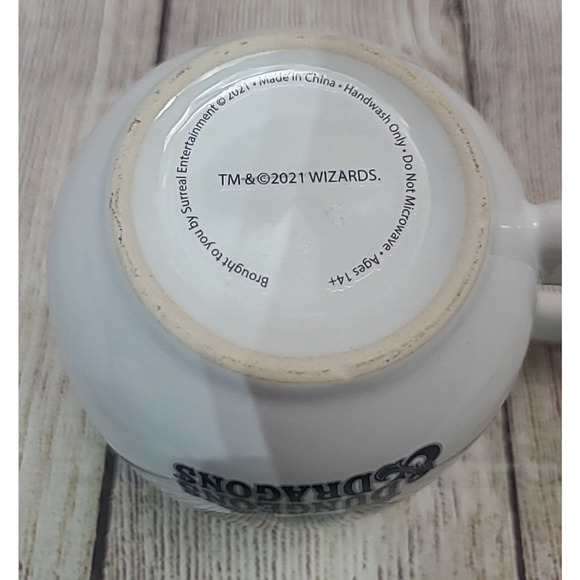 Brought to you by Surreal Entertainment © 2021 • Made in China • Handwash Only • Do Not Microwave • Ages 14+
TM & ©2021 WIZARDS.
DUNGEONS
& DRAGONS